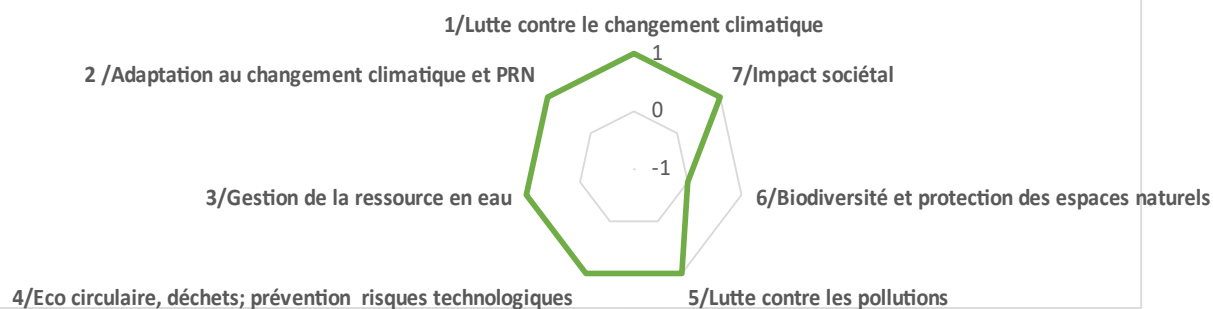 1/Lutte contre le changement climatique
1
2 /Adaptation au changement climatique et PRN
7/Impact sociétal
0
-1
3/Gestion de la ressource en eau
6/Biodiversité et protection des espaces naturels
4/Eco circulaire, déchets; prévention  risques technologiques
5/Lutte contre les pollutions